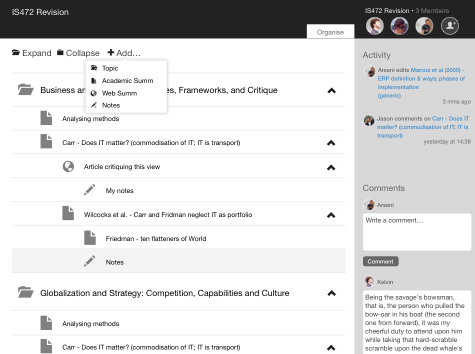 IS472 Revision
IS472 Revision • 3 Members
Organise
Expand Collapse Add...
Topic
Academic Summ
Web Summ
Notes
Business an es, Frameworks, and Critique
Analysing methods
Carr - Does IT matter? (commodisation of IT; IT is transport)
Article critiquing this view
My notes
Wilcocks et al. - Carr and Fridman neglect IT as portfolio
Friedman - ten flatteners of World
Notes
Globalization and Strategy: Competition, Capabilities and Culture
Analysing methods
Carr - Does IT matter? (commodisation of IT; IT is transport)
Activity
Amani edits Marcus et al (2000) -
ERP definition & ways; phases of
implementation
(generic)
3 mins ago
Jason comments on Carr - Does IT
matter? (commodisation of IT; IT is
transport)
yesterday at 14:38
Comments
Amani
Write a comment...
Comment
Kelvin
Being the savage's bowsman,
that is, the person who pulled the
bow-oar in his boat (the second
one from forward), it was my
cheerful duty to attend upon him
while taking that hard-scrabble
scramble upon the dead whale's